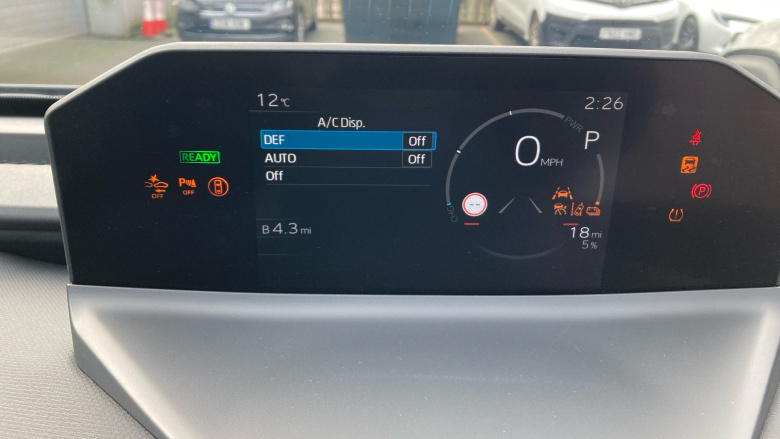 12°C
2:26
A/C Disp.
DEF Off
AUTO Off
Off
READY
OFF
P OFF
PWR
CHG
0 MPH
P
--
B 4.3 mi
18 mi
5 %
(P)
(!)